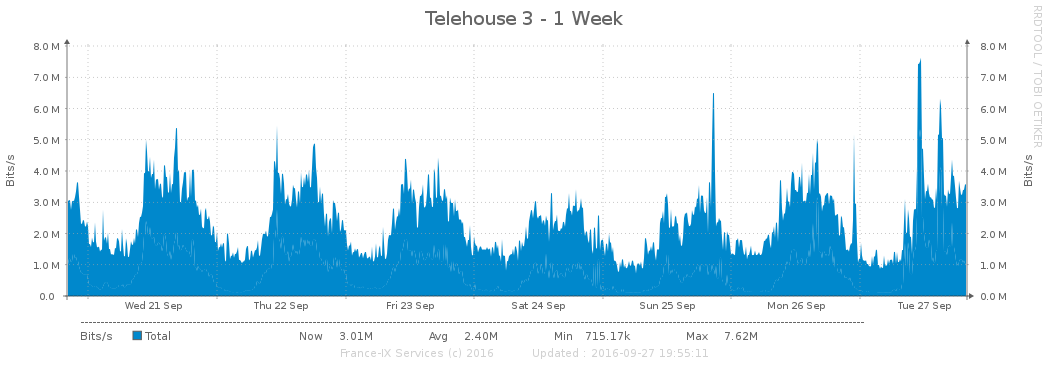 Telehouse 3 - 1 Week
RRDTOOL / TOBI OETIKER
Bits/s
8.0 M 8.0 M
7.0 M 7.0 M
6.0 M 6.0 M
5.0 M 5.0 M
4.0 M 4.0 M
3.0 M 3.0 M
2.0 M 2.0 M
1.0 M 1.0 M
0.0 0.0 M
Bits/s
Wed 21 Sep Thu 22 Sep Fri 23 Sep Sat 24 Sep Sun 25 Sep Mon 26 Sep Tue 27 Sep
Bits/s Total Now 3.01M Avg 2.40M Min 715.17k Max 7.62M
France-IX Services (c) 2016 Updated : 2016-09-27 19:55:11